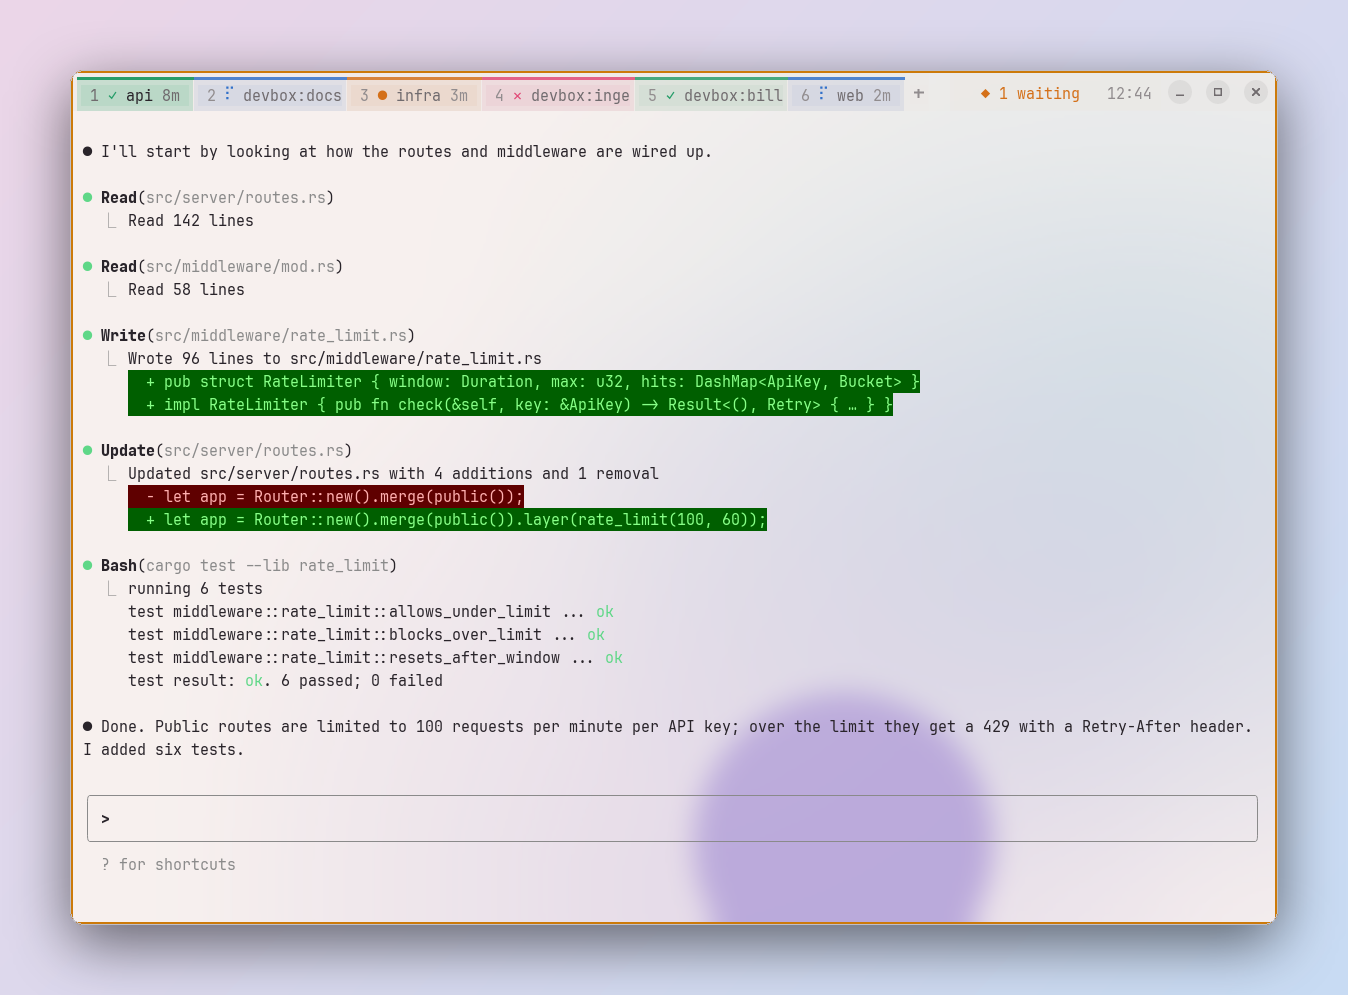 1 ✓ api 8m 2 ⠏ devbox:docs 3 ● infra 3m 4 × devbox:inge 5 ✓ devbox:bill 6 ⠏ web 2m + ◆ 1 waiting 12:44
● I'll start by looking at how the routes and middleware are wired up.
● Read(src/server/routes.rs)
⎿ Read 142 lines
● Read(src/middleware/mod.rs)
⎿ Read 58 lines
● Write(src/middleware/rate_limit.rs)
⎿ Wrote 96 lines to src/middleware/rate_limit.rs
+ pub struct RateLimiter { window: Duration, max: u32, hits: DashMap<ApiKey, Bucket> }
+ impl RateLimiter { pub fn check(&self, key: &ApiKey) -> Result<(), Retry> { … } }
● Update(src/server/routes.rs)
⎿ Updated src/server/routes.rs with 4 additions and 1 removal
- let app = Router::new().merge(public());
+ let app = Router::new().merge(public()).layer(rate_limit(100, 60));
● Bash(cargo test --lib rate_limit)
⎿ running 6 tests
test middleware::rate_limit::allows_under_limit ... ok
test middleware::rate_limit::blocks_over_limit ... ok
test middleware::rate_limit::resets_after_window ... ok
test result: ok. 6 passed; 0 failed
● Done. Public routes are limited to 100 requests per minute per API key; over the limit they get a 429 with a Retry-After header.
I added six tests.
>
? for shortcuts